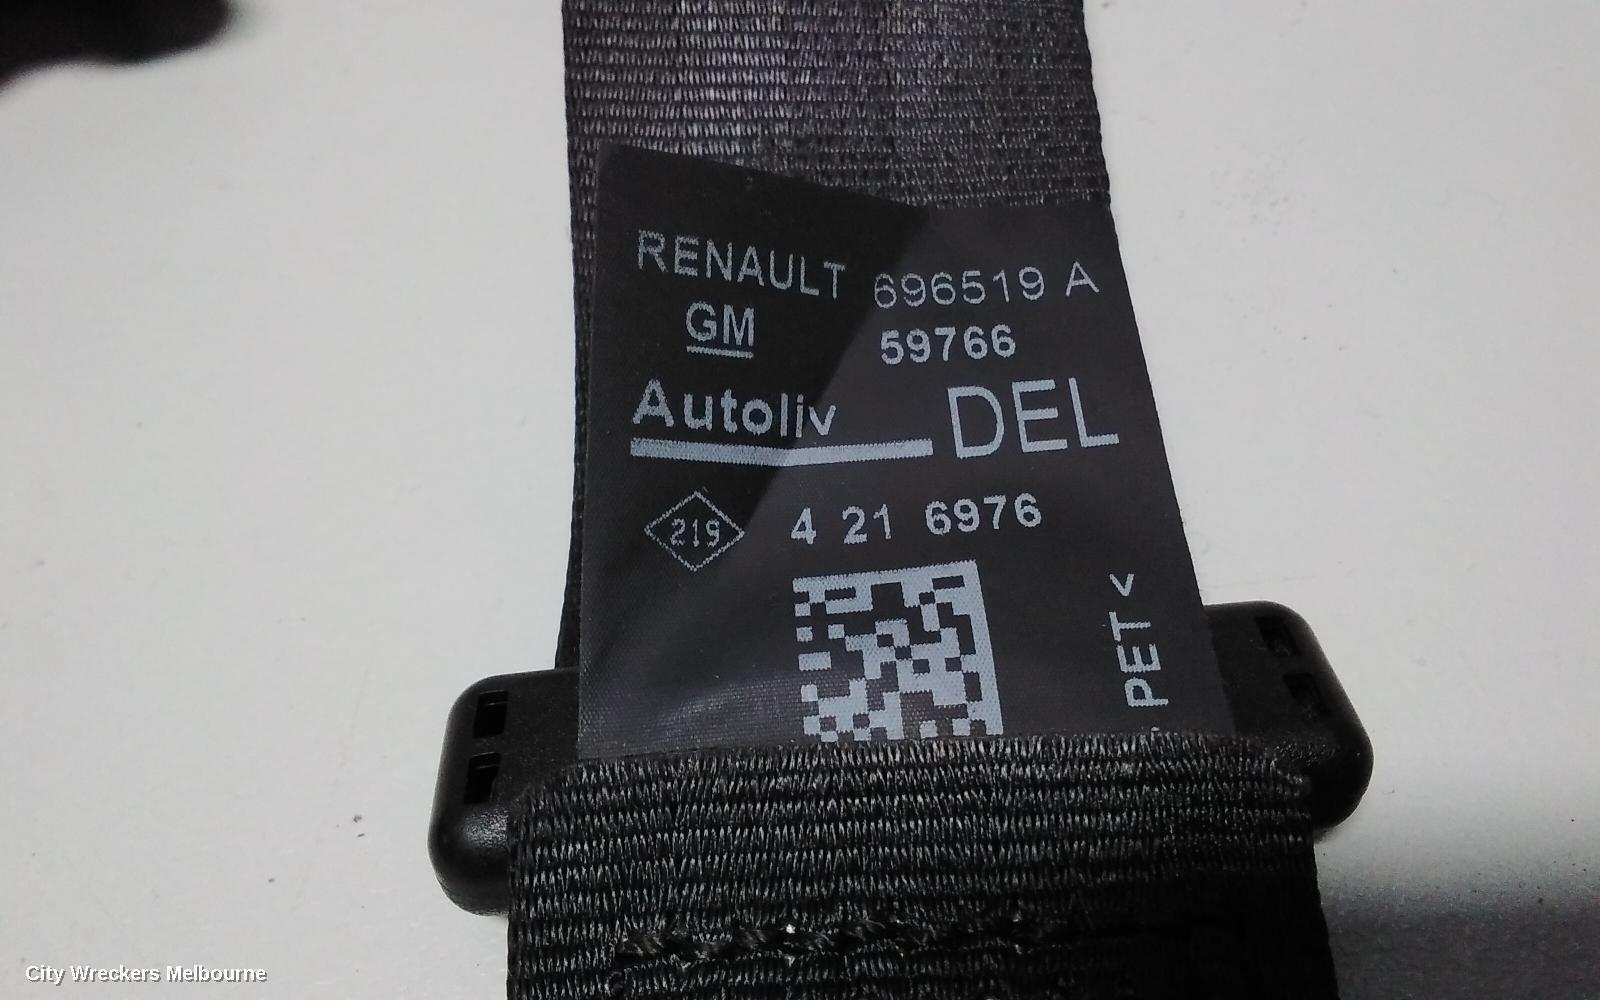 RENAULT 696519 A
GM 59766
Autoliv DEL
219 4 21 6976
PET<
City Wreckers Melbourne